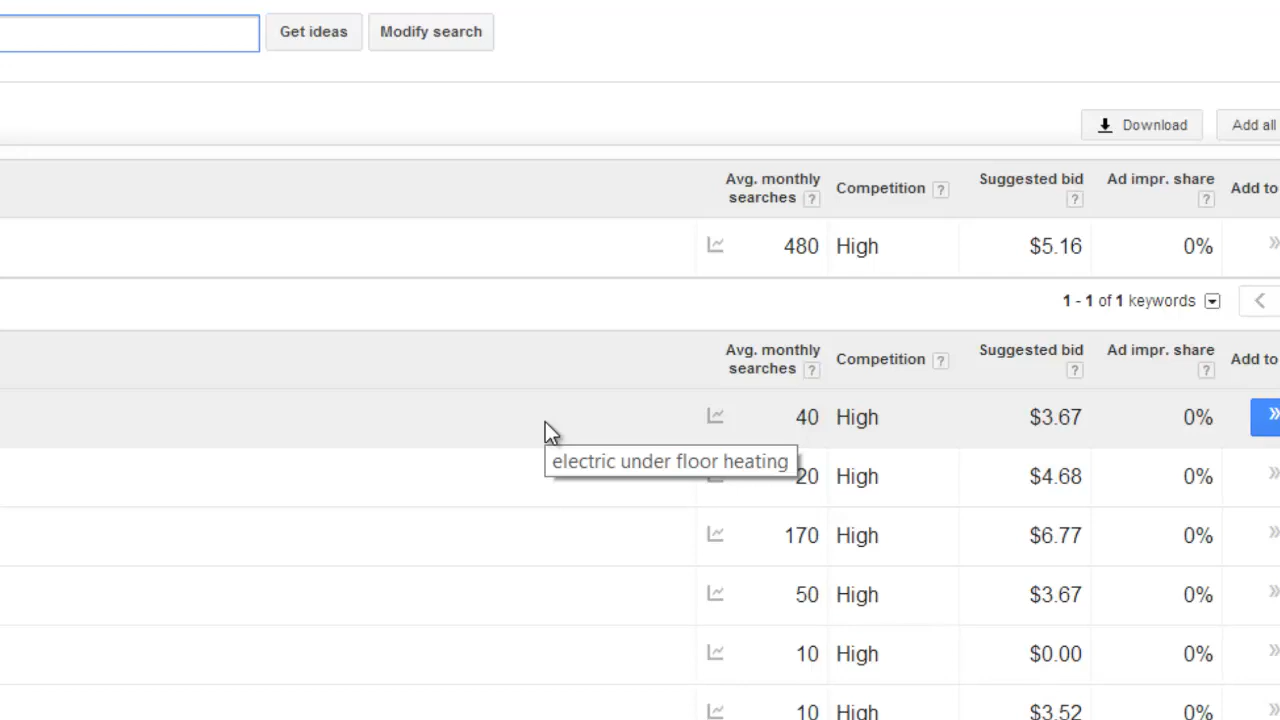 Get ideas Modify search
Download Add all
Avg. monthly searches ? Competition ? Suggested bid ? Ad impr. share ? Add to
480 High $5.16 0% »
1 - 1 of 1 keywords
Avg. monthly searches ? Competition ? Suggested bid ? Ad impr. share ? Add to
40 High $3.67 0% »
electric under floor heating
20 High $4.68 0% »
170 High $6.77 0% »
50 High $3.67 0% »
10 High $0.00 0% »
10 High $3.52 0% »